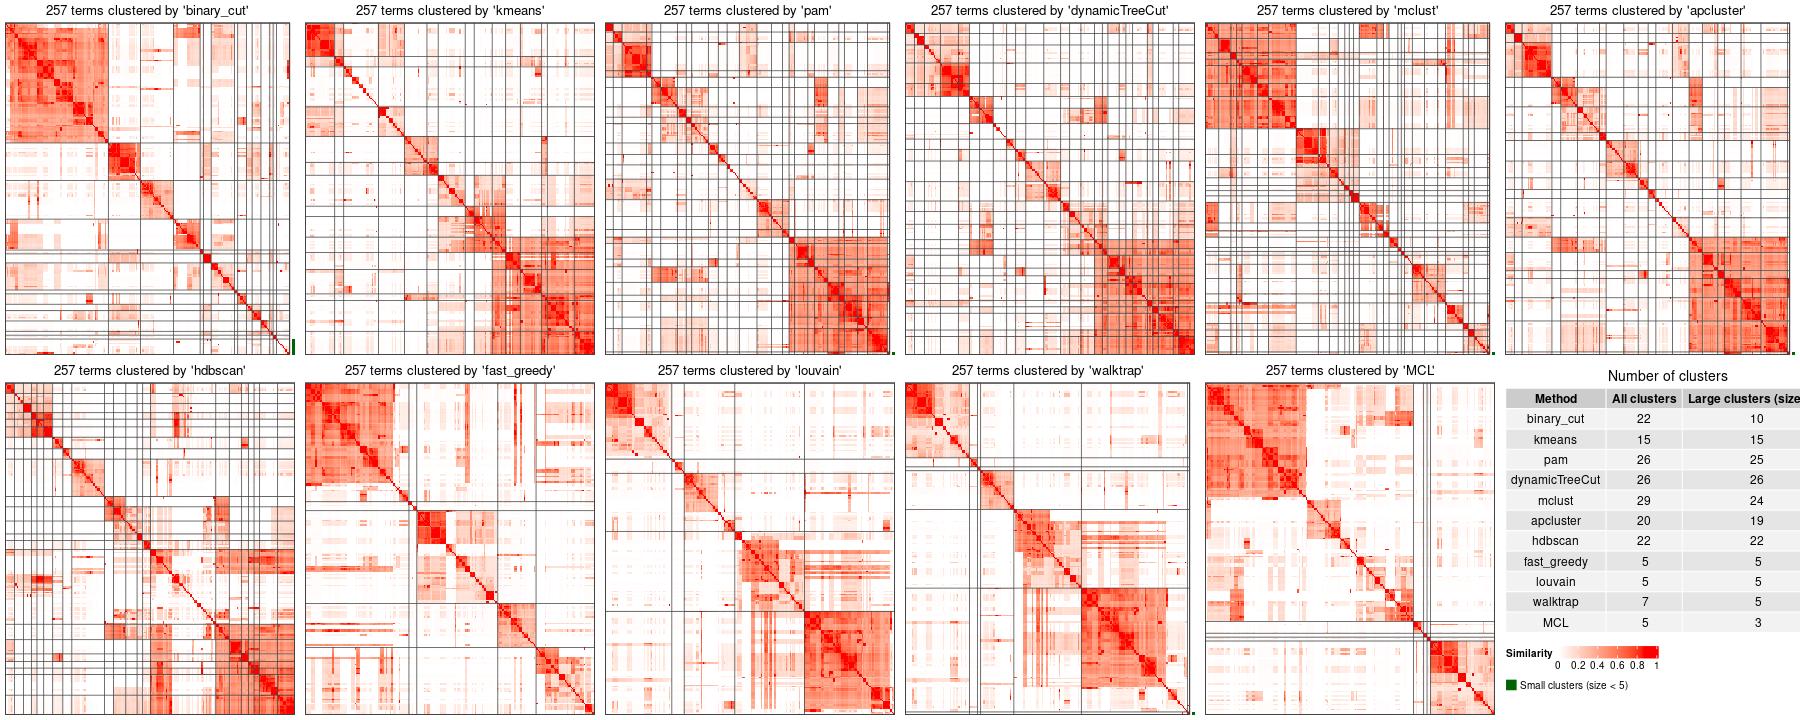 257 terms clustered by 'binary_cut'
257 terms clustered by 'kmeans'
257 terms clustered by 'pam'
257 terms clustered by 'dynamicTreeCut'
257 terms clustered by 'mclust'
257 terms clustered by 'apcluster'
257 terms clustered by 'hdbscan'
257 terms clustered by 'fast_greedy'
257 terms clustered by 'louvain'
257 terms clustered by 'walktrap'
257 terms clustered by 'MCL'
Number of clusters
Method All clusters Large clusters (size
binary_cut 22 10
kmeans 15 15
pam 26 25
dynamicTreeCut 26 26
mclust 29 24
apcluster 20 19
hdbscan 22 22
fast_greedy 5 5
louvain 5 5
walktrap 7 5
MCL 5 3
Similarity
0 0.2 0.4 0.6 0.8 1
Small clusters (size < 5)